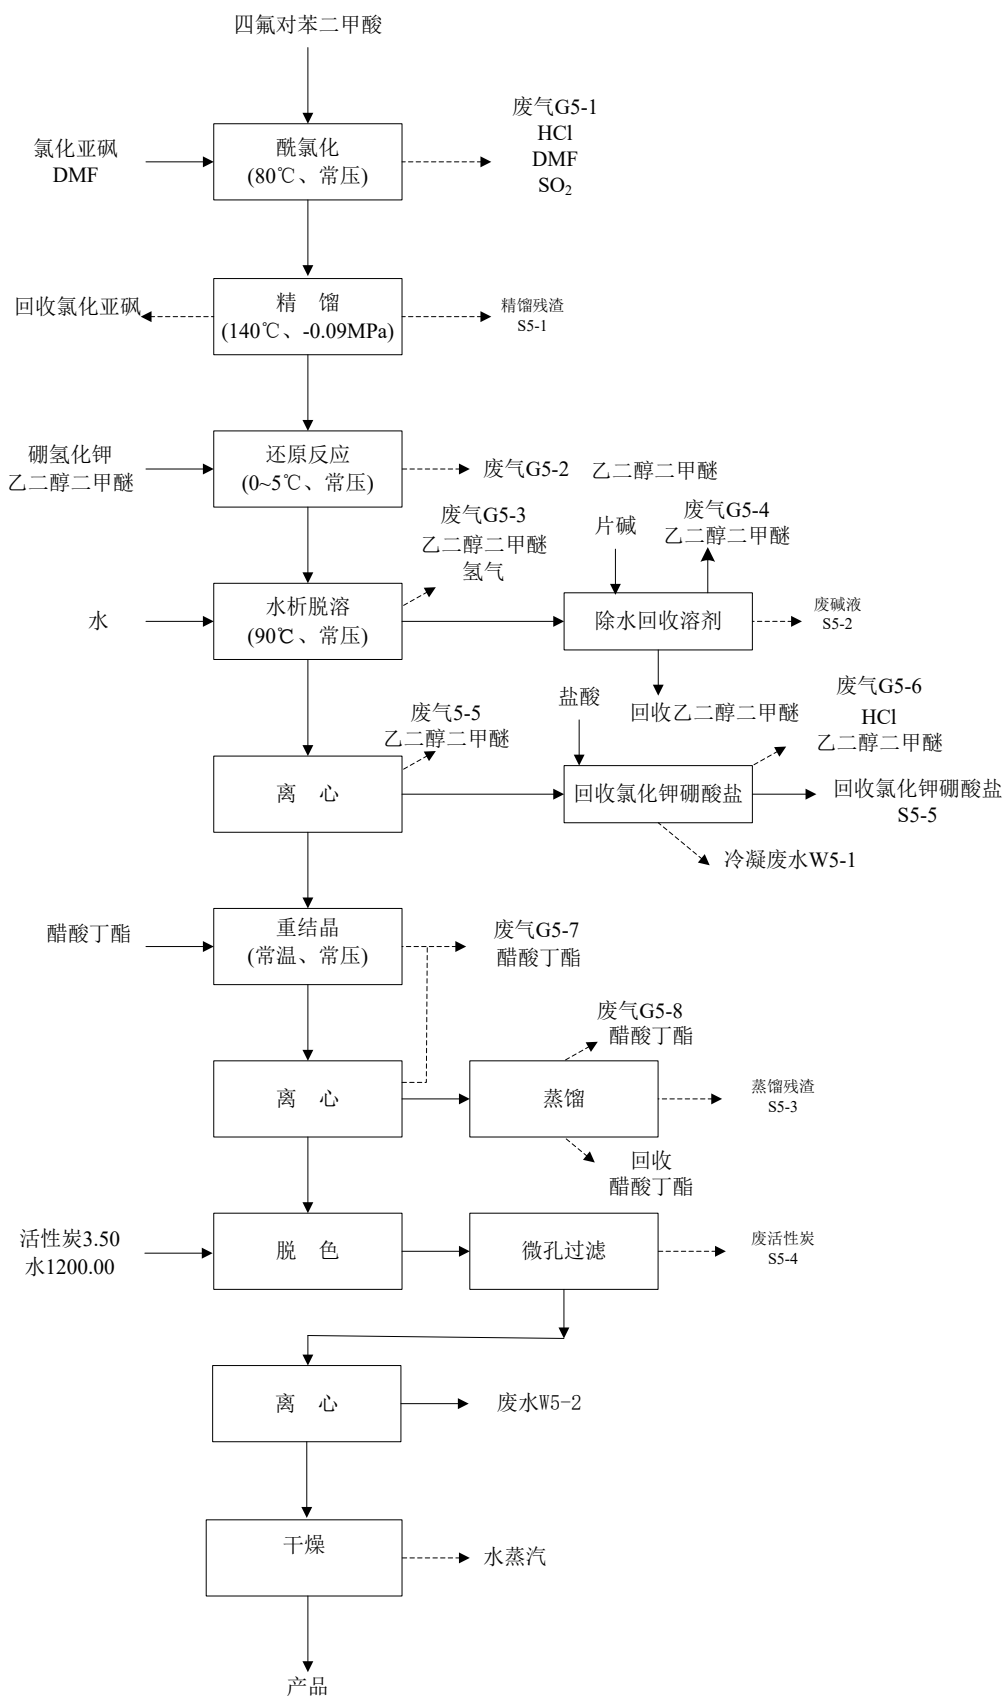 四氟对苯二甲酸
氯化亚砜
DMF
酰氯化
(80℃、常压)
废气G5-1
HCl
DMF
SO₂
回收氯化亚砜
精 馏
(140℃、-0.09MPa)
精馏残渣
S5-1
硼氢化钾
乙二醇二甲醚
还原反应
(0~5℃、常压)
废气G5-2 乙二醇二甲醚
废气G5-3
乙二醇二甲醚
氢气
片碱
废气G5-4
乙二醇二甲醚
水
水析脱溶
(90℃、常压)
除水回收溶剂
废碱液
S5-2
回收乙二醇二甲醚
废气5-5
乙二醇二甲醚
盐酸
废气G5-6
HCl
乙二醇二甲醚
离 心
回收氯化钾硼酸盐
回收氯化钾硼酸盐
S5-5
冷凝废水W5-1
醋酸丁酯
重结晶
(常温、常压)
废气G5-7
醋酸丁酯
废气G5-8
醋酸丁酯
离 心
蒸馏
蒸馏残渣
S5-3
回收
醋酸丁酯
活性炭3.50
水1200.00
脱 色
微孔过滤
废活性炭
S5-4
离 心
废水W5-2
干燥
水蒸汽
产品